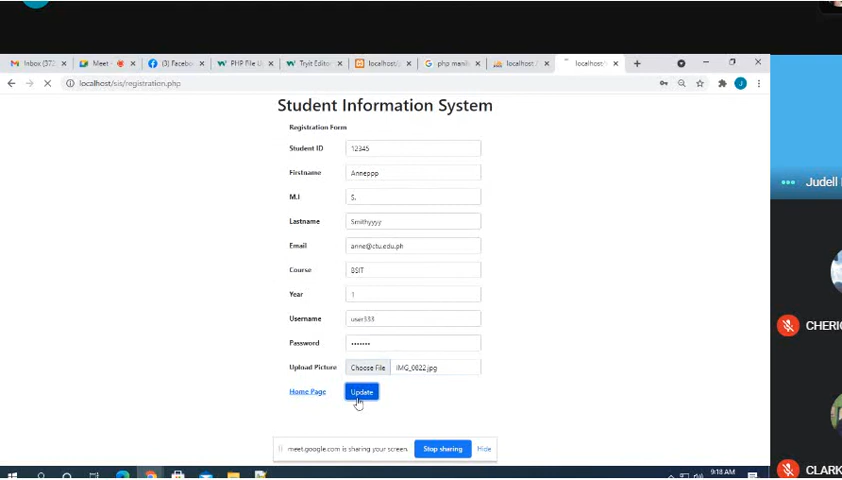 Inbox (372
Meet -
(3) Facebo
PHP File U
Tryit Editor
localhost/
php mario
localhost
localhost
localhost/sis/registration.php
Student Information System
Registration Form
Student ID 12345
Firstname Anneppp
M.I S.
Lastname Smithyyyy
Email anne@ctu.edu.ph
Course BSIT
Year 1
Username user333
Password •••••••
Upload Picture Choose File IMG_0822.jpg
Home Page Update
meet.google.com is sharing your screen. Stop sharing Hide
9:18 AM
Judell
CHERI
CLARK